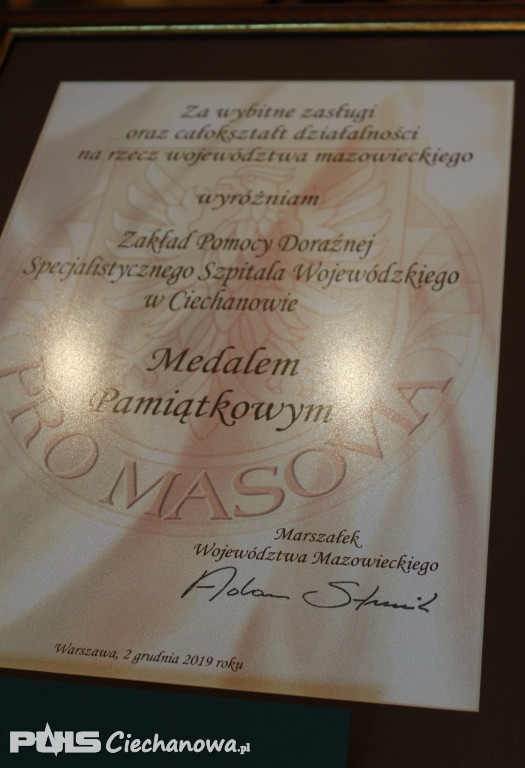 Za wybitne zasługi
oraz całokształt działalności
na rzecz województwa mazowieckiego
wyróżniam
Zakład Pomocy Doraźnej
Specjalistycznego Szpitala Wojewódzkiego
w Ciechanowie
Medalem
Pamiątkowym
PRO MASOVIA
Marszałek
Województwa Mazowieckiego
Adam Struzik
Warszawa, 2 grudnia 2019 roku
PULS Ciechanowa.pl